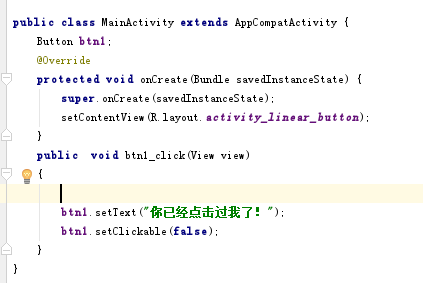 public class MainActivity extends AppCompatActivity {
Button btn1;
@Override
protected void onCreate(Bundle savedInstanceState) {
super.onCreate(savedInstanceState);
setContentView(R.layout.activity_linear_button);
}
public  void btn1_click(View view)
{
btn1.setText("你已经点击过我了！");
btn1.setClickable(false);
}
}